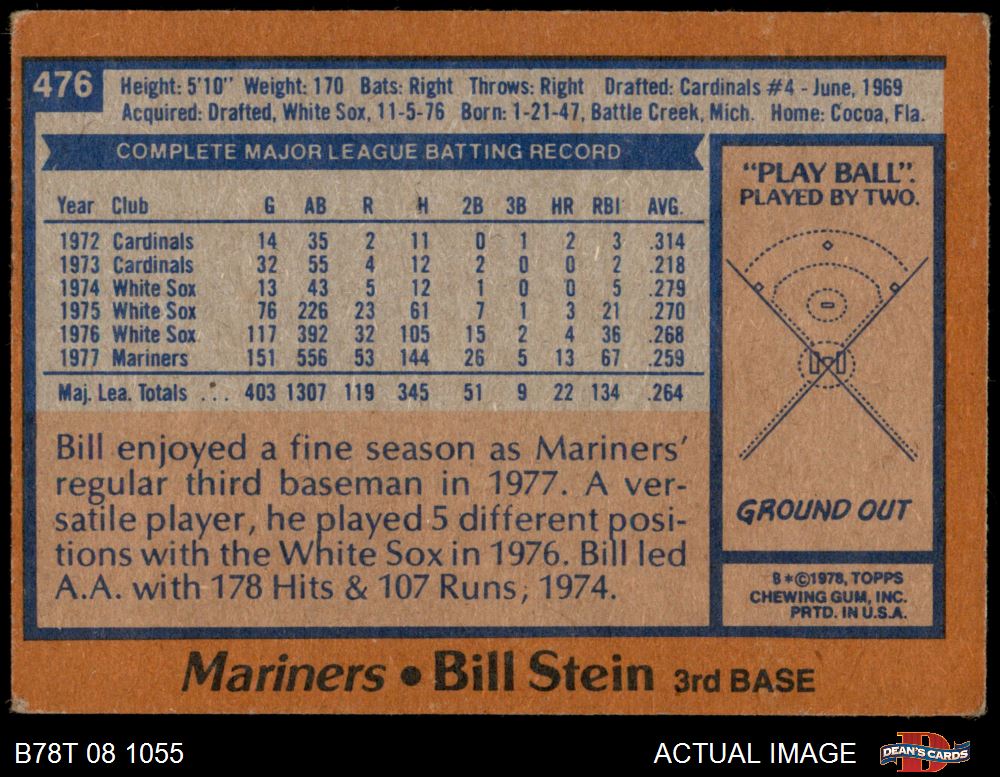 476
Height: 5'10" Weight: 170 Bats: Right Throws: Right Drafted: Cardinals #4 - June, 1969
Acquired: Drafted, White Sox, 11-5-76 Born: 1-21-47, Battle Creek, Mich. Home: Cocoa, Fla.
COMPLETE MAJOR LEAGUE BATTING RECORD
Year Club G AB R H 2B 3B HR RBI AVG.
1972 Cardinals 14 35 2 11 0 1 2 3 .314
1973 Cardinals 32 55 4 12 2 0 0 2 .218
1974 White Sox 13 43 5 12 1 0 0 5 .279
1975 White Sox 76 226 23 61 7 1 3 21 .270
1976 White Sox 117 392 32 105 15 2 4 36 .268
1977 Mariners 151 556 53 144 26 5 13 67 .259
Maj. Lea. Totals ... 403 1307 119 345 51 9 22 134 .264
Bill enjoyed a fine season as Mariners'
regular third baseman in 1977. A ver-
satile player, he played 5 different posi-
tions with the White Sox in 1976. Bill led
A.A. with 178 Hits & 107 Runs, 1974.
"PLAY BALL".
PLAYED BY TWO.
GROUND OUT
8*©1978, TOPPS
CHEWING GUM, INC.
PRTD. IN U.S.A.
Mariners • Bill Stein 3rd BASE
B78T 08 1055
ACTUAL IMAGE
DEAN'S CARDS